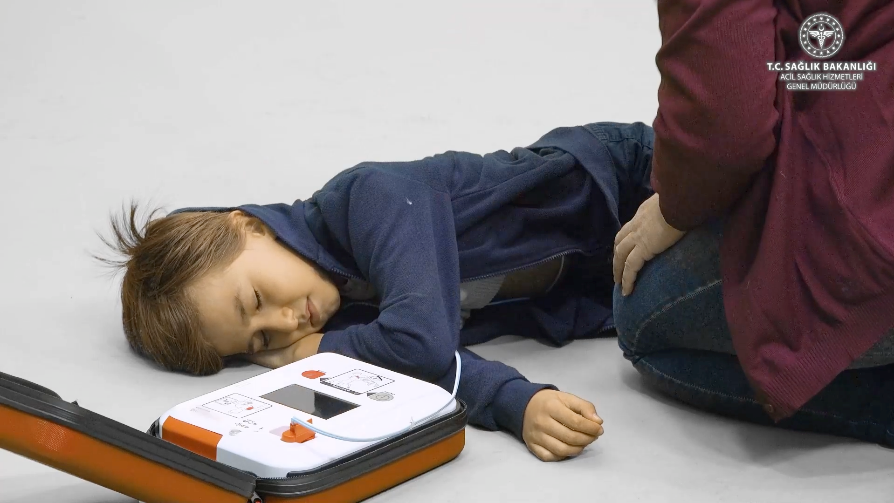 T.C. SAĞLIK BAKANLIĞI
ACİL SAĞLIK HİZMETLERİ
GENEL MÜDÜRLÜĞÜ